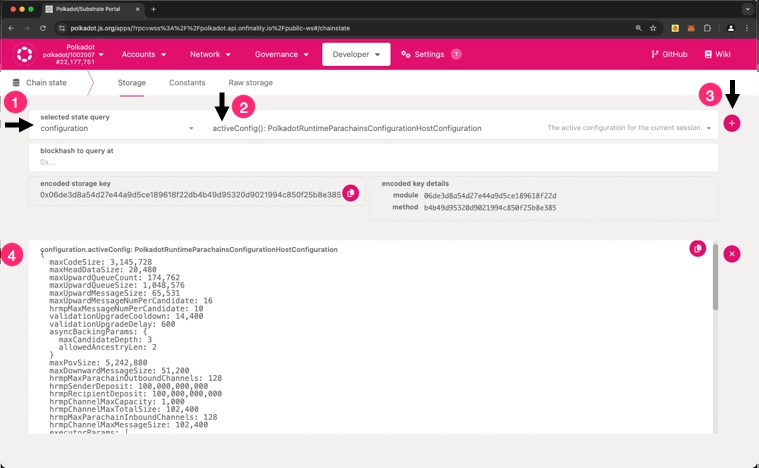 Polkadot/Substrate Portal
polkadot.js.org/apps/?rpc=wss%3A%2F%2Fpolkadot.api.onfinality.io%2Fpublic-ws#/chainstate
Polkadot
polkadot/1002007
#22,177,751
Accounts
Network
Governance
Developer
Settings
1
GitHub
Wiki
Chain state
Storage
Constants
Raw storage
1
2
3
selected state query
configuration
activeConfig(): PolkadotRuntimeParachainsConfigurationHostConfiguration
The active configuration for the current session.
blockhash to query at
0x...
encoded storage key
0x06de3d8a54d27e44a9d5ce189618f22db4b49d95320d9021994c850f25b8e385
encoded key details
module 06de3d8a54d27e44a9d5ce189618f22d
method b4b49d95320d9021994c850f25b8e385
4
configuration.activeConfig: PolkadotRuntimeParachainsConfigurationHostConfiguration
{
maxCodeSize: 3,145,728
maxHeadDataSize: 20,480
maxUpwardQueueCount: 174,762
maxUpwardQueueSize: 1,048,576
maxUpwardMessageSize: 65,531
maxUpwardMessageNumPerCandidate: 16
hrmpMaxMessageNumPerCandidate: 10
validationUpgradeCooldown: 14,400
validationUpgradeDelay: 600
asyncBackingParams: {
maxCandidateDepth: 3
allowedAncestryLen: 2
}
maxPovSize: 5,242,880
maxDownwardMessageSize: 51,200
hrmpMaxParachainOutboundChannels: 128
hrmpSenderDeposit: 100,000,000,000
hrmpRecipientDeposit: 100,000,000,000
hrmpChannelMaxCapacity: 1,000
hrmpChannelMaxTotalSize: 102,400
hrmpMaxParachainInboundChannels: 128
hrmpChannelMaxMessageSize: 102,400
executorParams: [